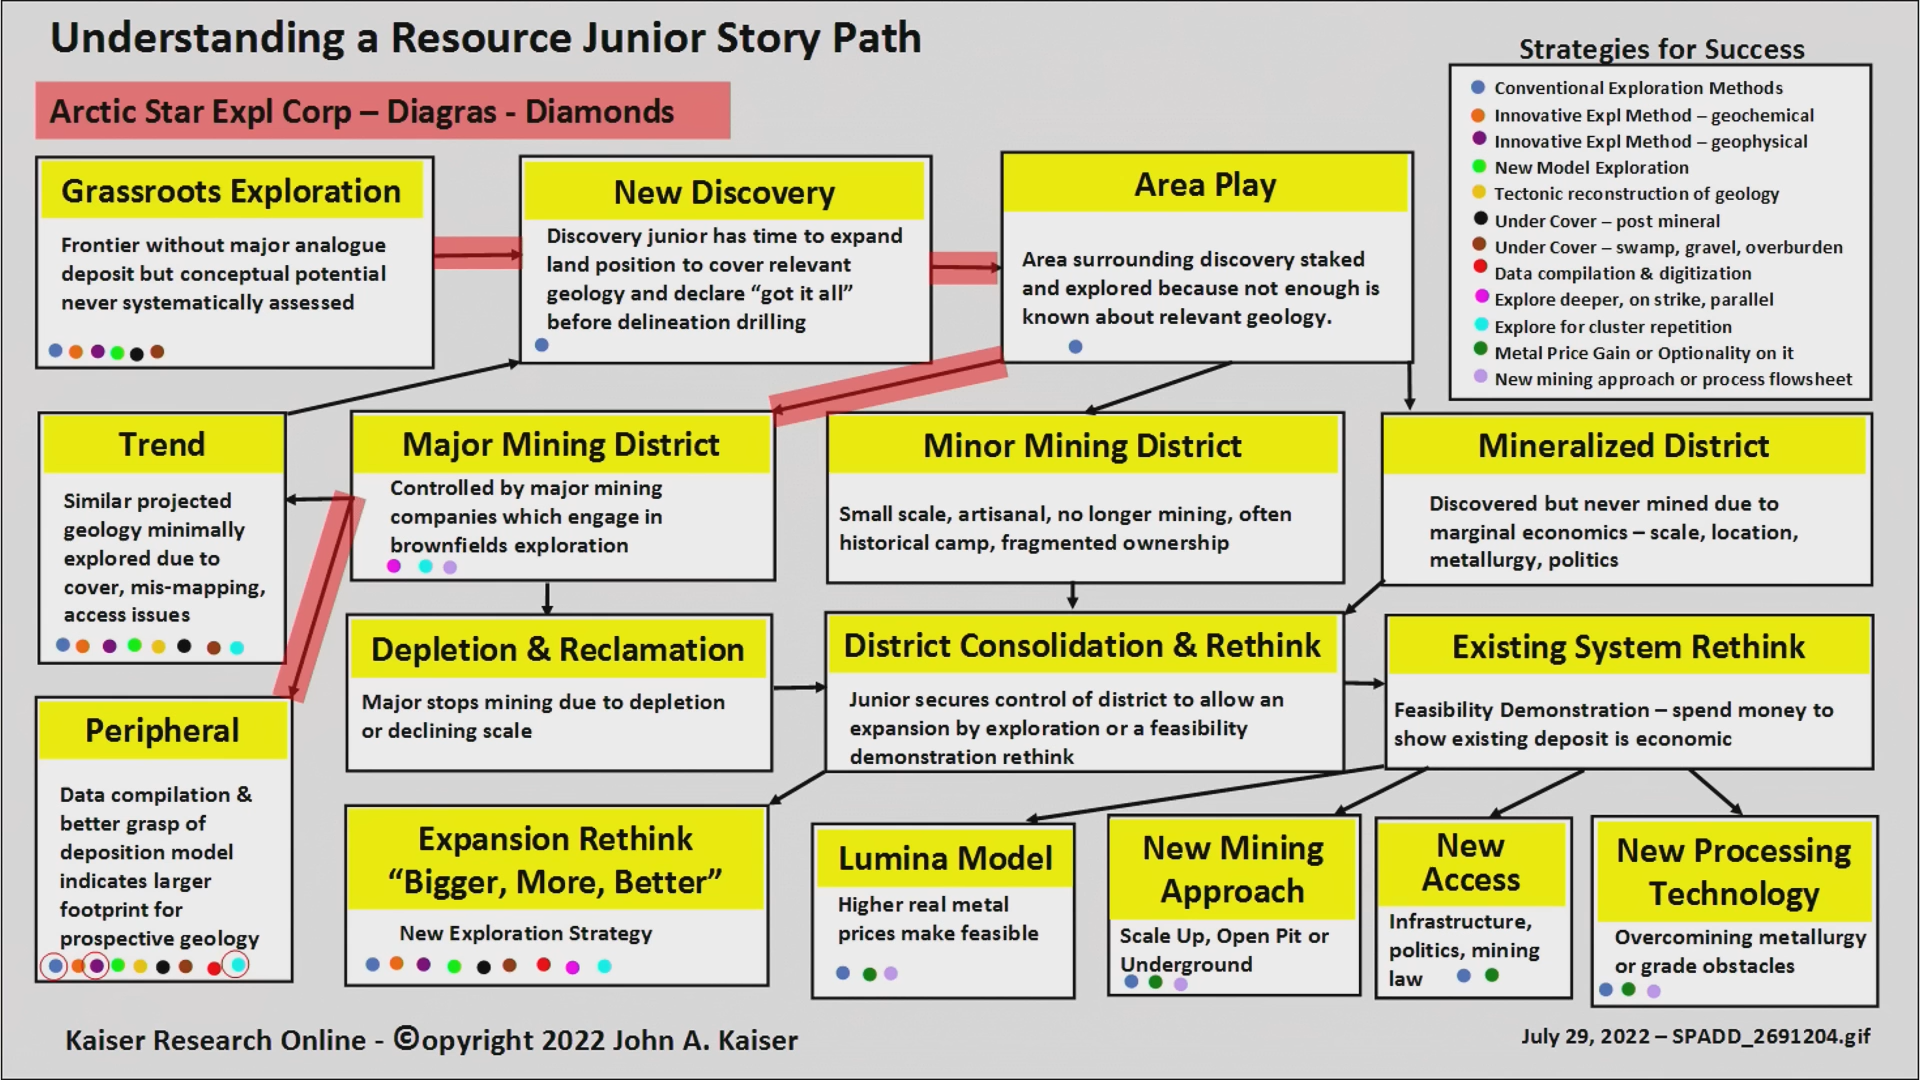 Understanding a Resource Junior Story Path
Arctic Star Expl Corp – Diagras - Diamonds
Strategies for Success
Conventional Exploration Methods
Innovative Expl Method – geochemical
Innovative Expl Method – geophysical
New Model Exploration
Tectonic reconstruction of geology
Under Cover – post mineral
Under Cover – swamp, gravel, overburden
Data compilation & digitization
Explore deeper, on strike, parallel
Explore for cluster repetition
Metal Price Gain or Optionality on it
New mining approach or process flowsheet
Grassroots Exploration
Frontier without major analogue
deposit but conceptual potential
never systematically assessed
New Discovery
Discovery junior has time to expand
land position to cover relevant
geology and declare “got it all”
before delineation drilling
Area Play
Area surrounding discovery staked
and explored because not enough is
known about relevant geology.
Trend
Similar projected
geology minimally
explored due to
cover, mis-mapping,
access issues
Major Mining District
Controlled by major mining
companies which engage in
brownfields exploration
Minor Mining District
Small scale, artisanal, no longer mining, often
historical camp, fragmented ownership
Mineralized District
Discovered but never mined due to
marginal economics – scale, location,
metallurgy, politics
Depletion & Reclamation
Major stops mining due to depletion
or declining scale
District Consolidation & Rethink
Junior secures control of district to allow an
expansion by exploration or a feasibility
demonstration rethink
Existing System Rethink
Feasibility Demonstration – spend money to
show existing deposit is economic
Peripheral
Data compilation &
better grasp of
deposition model
indicates larger
footprint for
prospective geology
Expansion Rethink
“Bigger, More, Better”
New Exploration Strategy
Lumina Model
Higher real metal
prices make feasible
New Mining
Approach
Scale Up, Open Pit or
Underground
New
Access
Infrastructure,
politics, mining
law
New Processing
Technology
Overcomining metallurgy
or grade obstacles
Kaiser Research Online - ©opyright 2022 John A. Kaiser
July 29, 2022 – SPADD_2691204.gif